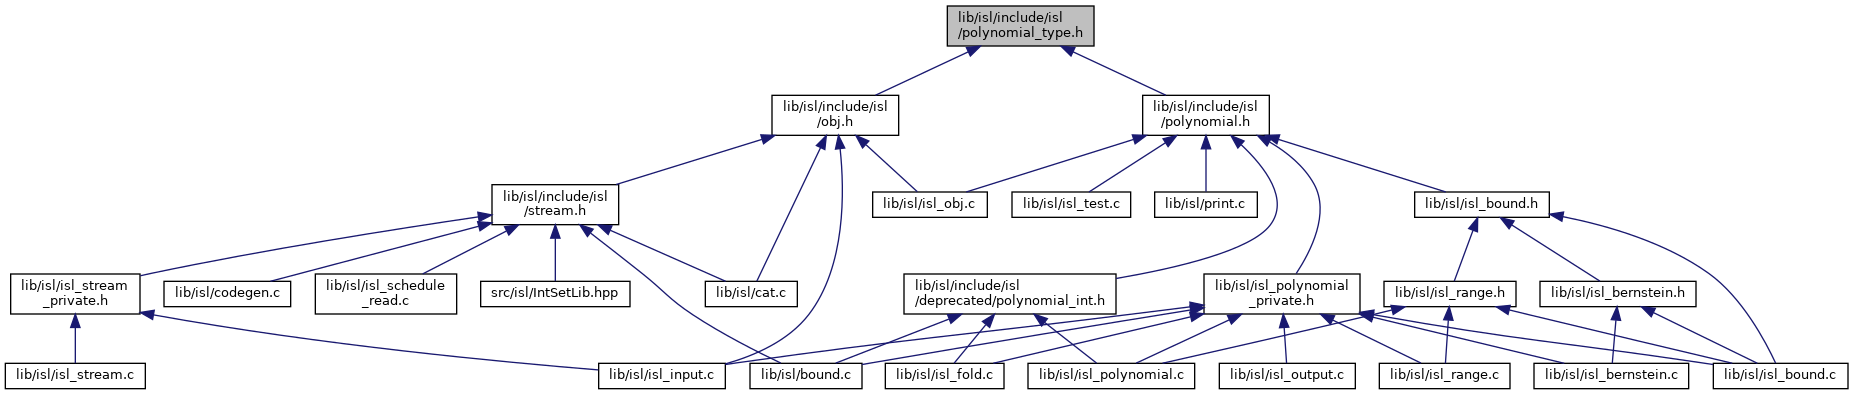 lib/isl/include/isl
/polynomial_type.h
lib/isl/include/isl
/obj.h
lib/isl/include/isl
/polynomial.h
lib/isl/include/isl
/stream.h
lib/isl/isl_obj.c
lib/isl/isl_test.c
lib/isl/print.c
lib/isl/isl_bound.h
lib/isl/isl_stream
_private.h
lib/isl/codegen.c
lib/isl/isl_schedule
_read.c
src/isl/IntSetLib.hpp
lib/isl/cat.c
lib/isl/include/isl
/deprecated/polynomial_int.h
lib/isl/isl_polynomial
_private.h
lib/isl/isl_range.h
lib/isl/isl_bernstein.h
lib/isl/isl_stream.c
lib/isl/isl_input.c
lib/isl/bound.c
lib/isl/isl_fold.c
lib/isl/isl_polynomial.c
lib/isl/isl_output.c
lib/isl/isl_range.c
lib/isl/isl_bernstein.c
lib/isl/isl_bound.c